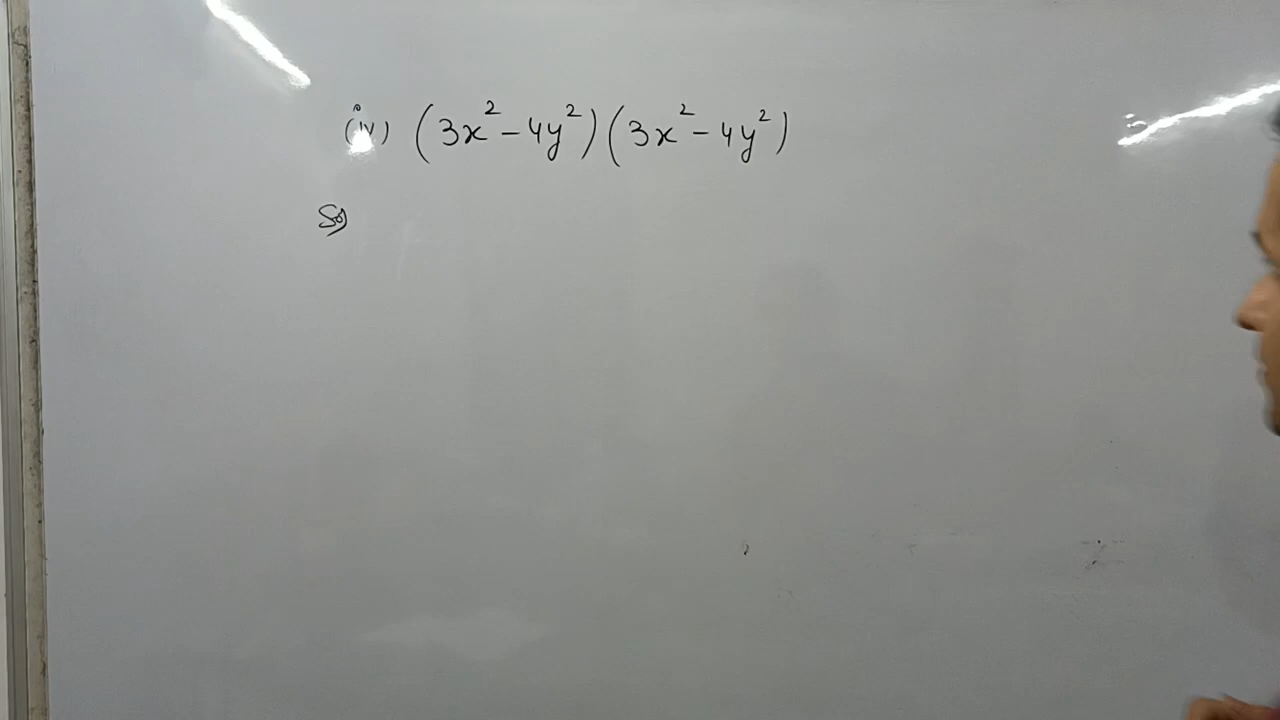 (iv) (3x² - 4y²)(3x² - 4y²)
Sol